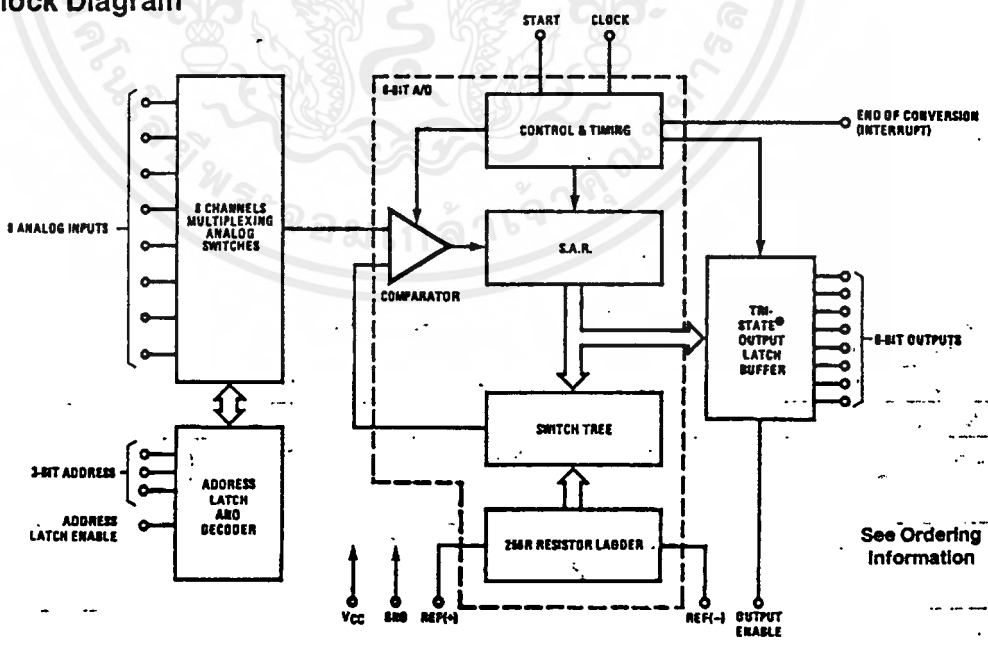 Block Diagram
START
CLOCK
8-BIT A/D
CONTROL & TIMING
END OF CONVERSION
(INTERRUPT)
8 ANALOG INPUTS
8 CHANNELS
MULTIPLEXING
ANALOG
SWITCHES
S.A.R.
COMPARATOR
TRI-
STATE®
OUTPUT
LATCH
BUFFER
8-BIT OUTPUTS
SWITCH TREE
3-BIT ADDRESS
ADDRESS
LATCH ENABLE
ADDRESS
LATCH
AND
DECODER
256R RESISTOR LADDER
See Ordering
Information
VCC
GND
REF(+)
REF(-)
OUTPUT
ENABLE